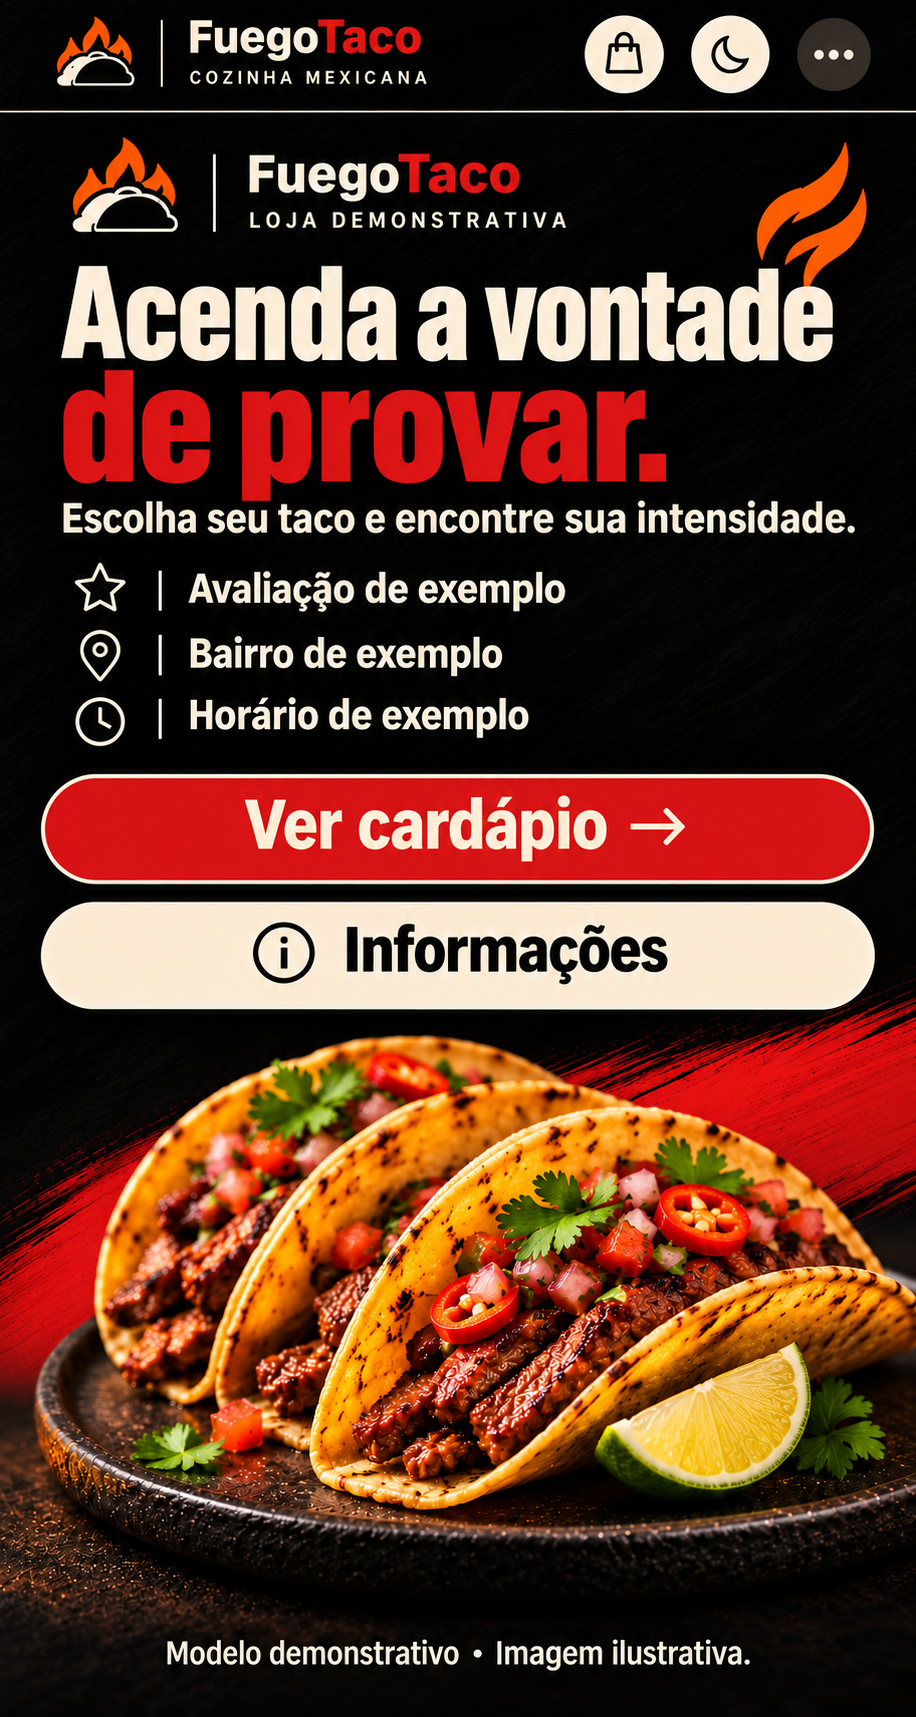 FuegoTaco
COZINHA MEXICANA
FuegoTaco
LOJA DEMONSTRATIVA
Acenda a vontade
de provar.
Escolha seu taco e encontre sua intensidade.
Avaliação de exemplo
Bairro de exemplo
Horário de exemplo
Ver cardápio →
Informações
Modelo demonstrativo • Imagem ilustrativa.